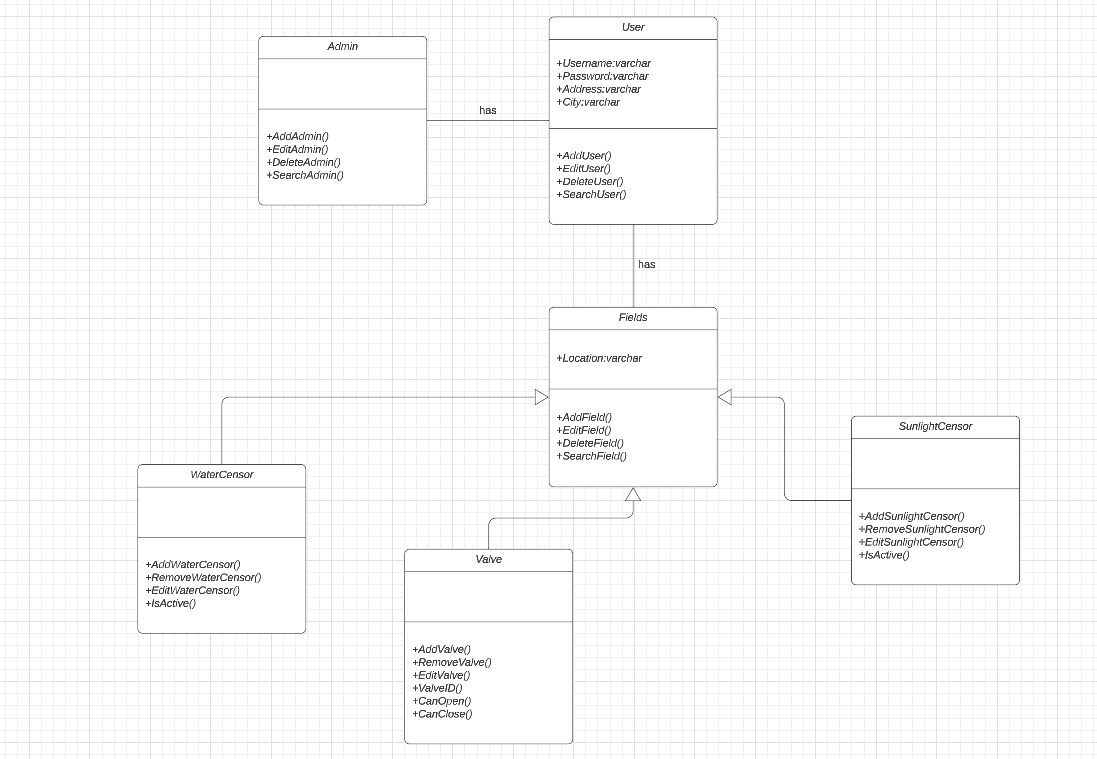 User
+Username:varchar
+Password:varchar
+Address:varchar
+City:varchar
+AddUser()
+EditUser()
+DeleteUser()
+SearchUser()
Admin
+AddAdmin()
+EditAdmin()
+DeleteAdmin()
+SearchAdmin()
has
has
Fields
+Location:varchar
+AddField()
+EditField()
+DeleteField()
+SearchField()
SunlightCensor
+AddSunlightCensor()
+RemoveSunlightCensor()
+EditSunlightCensor()
+IsActive()
WaterCensor
+AddWaterCensor()
+RemoveWaterCensor()
+EditWaterCensor()
+IsActive()
Valve
+AddValve()
+RemoveValve()
+EditValve()
+ValveID()
+CanOpen()
+CanClose()